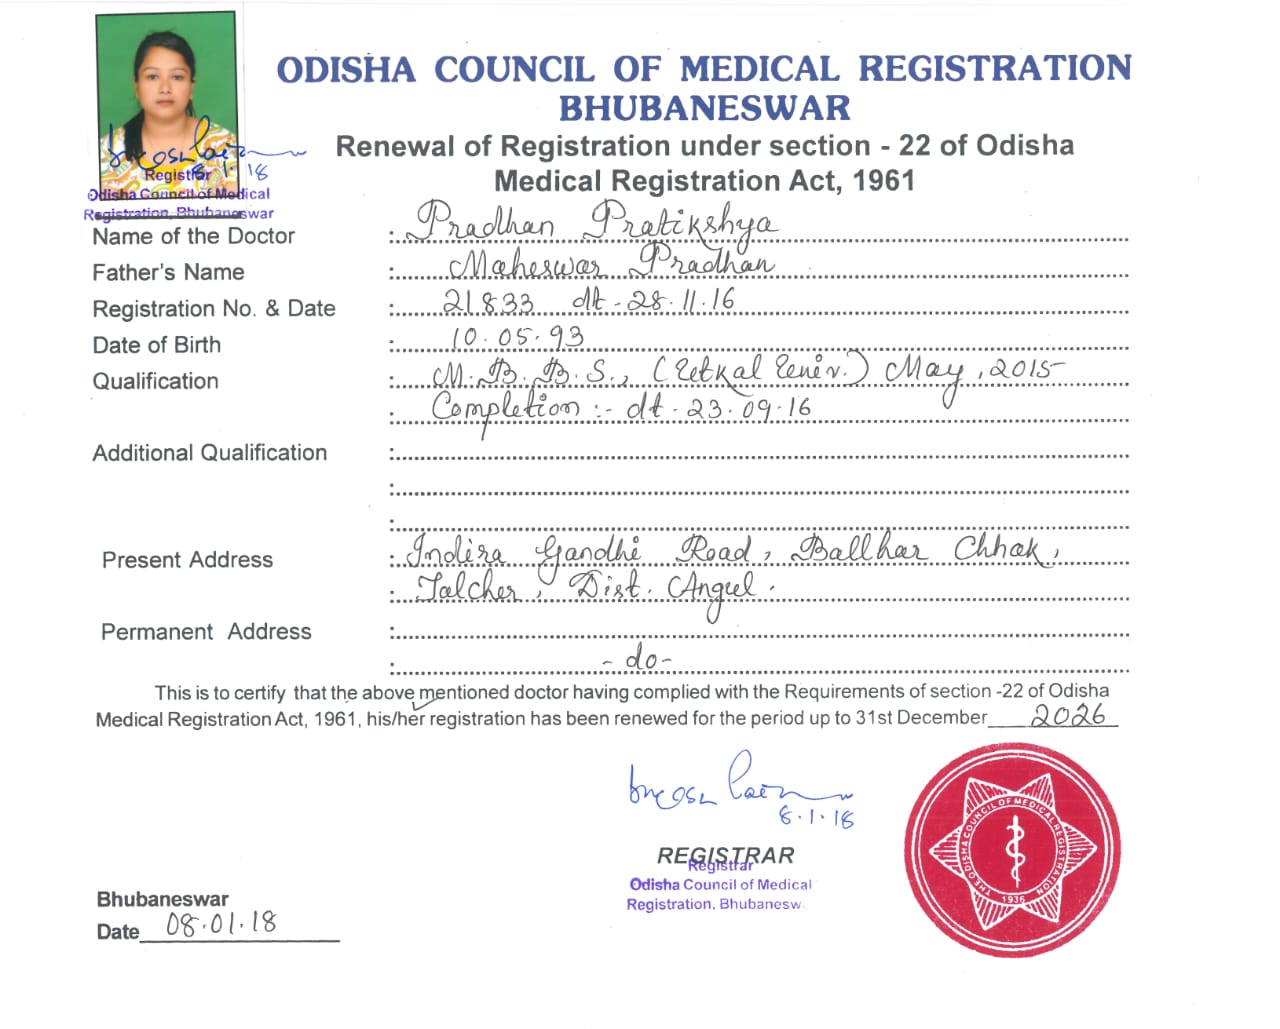 ODISHA COUNCIL OF MEDICAL REGISTRATION
BHUBANESWAR
Renewal of Registration under section - 22 of Odisha
Medical Registration Act, 1961
8.1.18
Registrar
Odisha Council of Medical
Registration, Bhubaneswar
Name of the Doctor : Pradhan Pratikshya
Father's Name : Maheswar Pradhan
Registration No. & Date : 21833 dt - 28.11.16
Date of Birth : 10.05.93
Qualification : M.B.B.S., (Utkal Univ.) May, 2015
: Completion :- dt - 23.09.16
Additional Qualification :
:
:
Present Address : Indira Gandhi Road, Ballhar Chhak,
: Talcher, Dist. Angul.
Permanent Address :
: - do -
This is to certify that the above mentioned doctor having complied with the Requirements of section -22 of Odisha
Medical Registration Act, 1961, his/her registration has been renewed for the period up to 31st December 2026
8.1.18
REGISTRAR
Registrar
Odisha Council of Medical
Registration, Bhubanesw
Bhubaneswar
Date 08.01.18
THE ODISHA COUNCIL OF MEDICAL REGISTRATION
1936